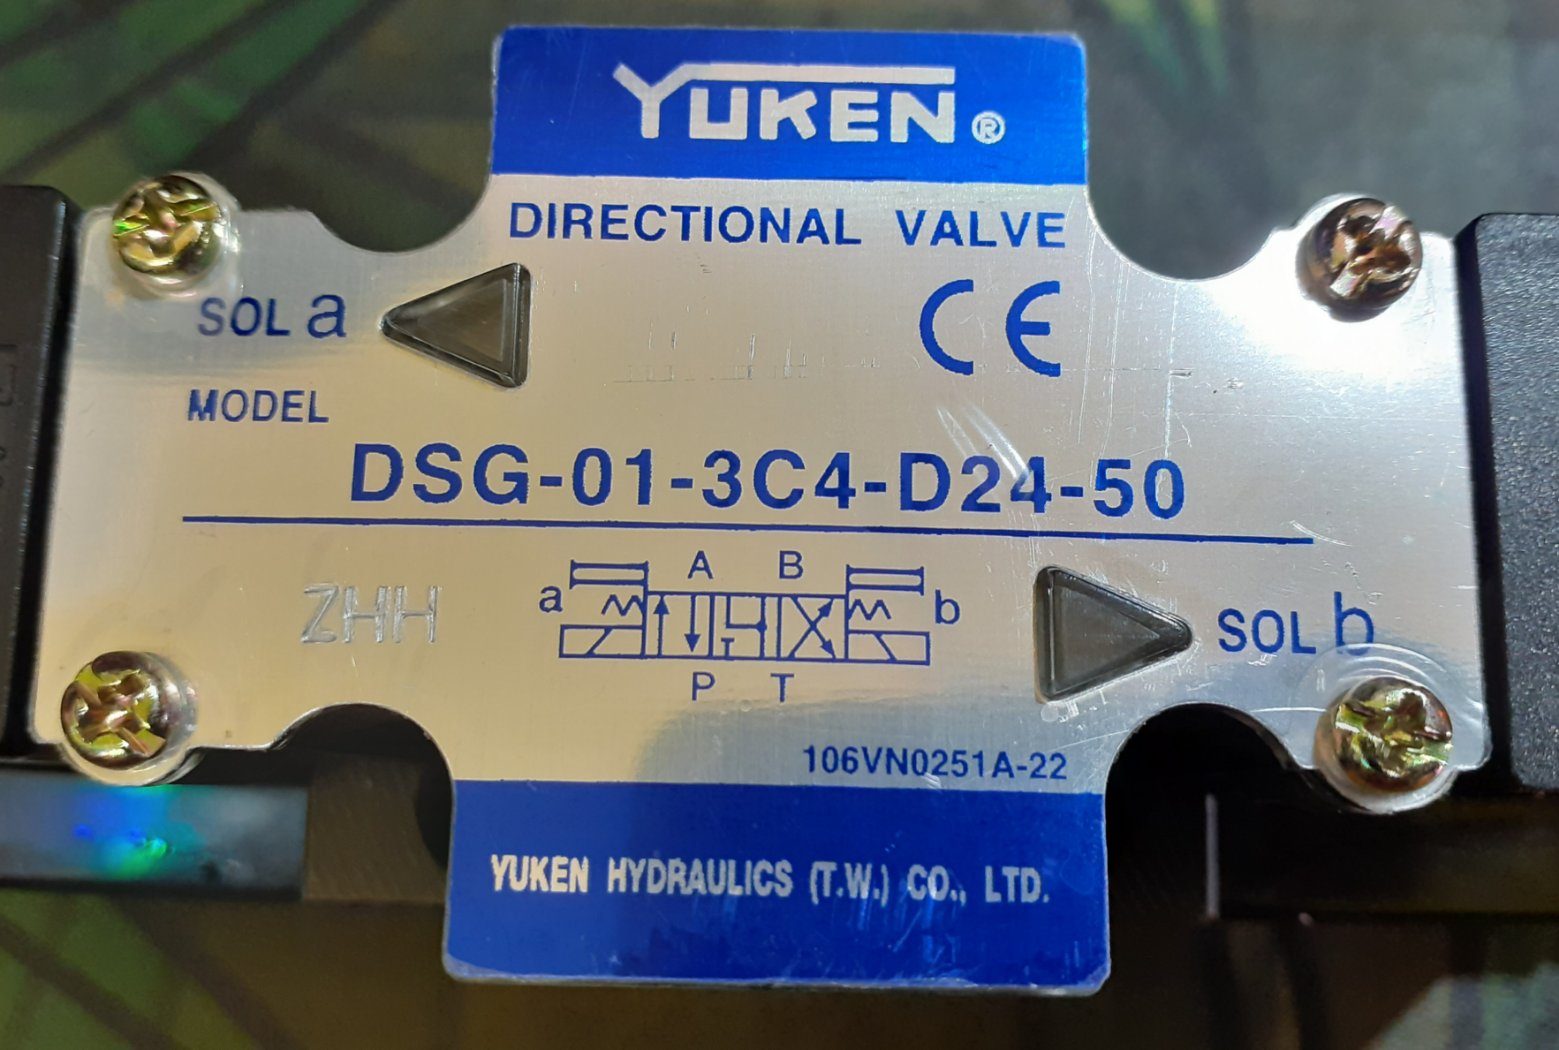 YUKEN®
DIRECTIONAL VALVE
SOL a
CE
MODEL
DSG-01-3C4-D24-50
ZHH
A B
a b
P T
SOL b
106VN0251A-22
YUKEN HYDRAULICS (T.W.) CO., LTD.